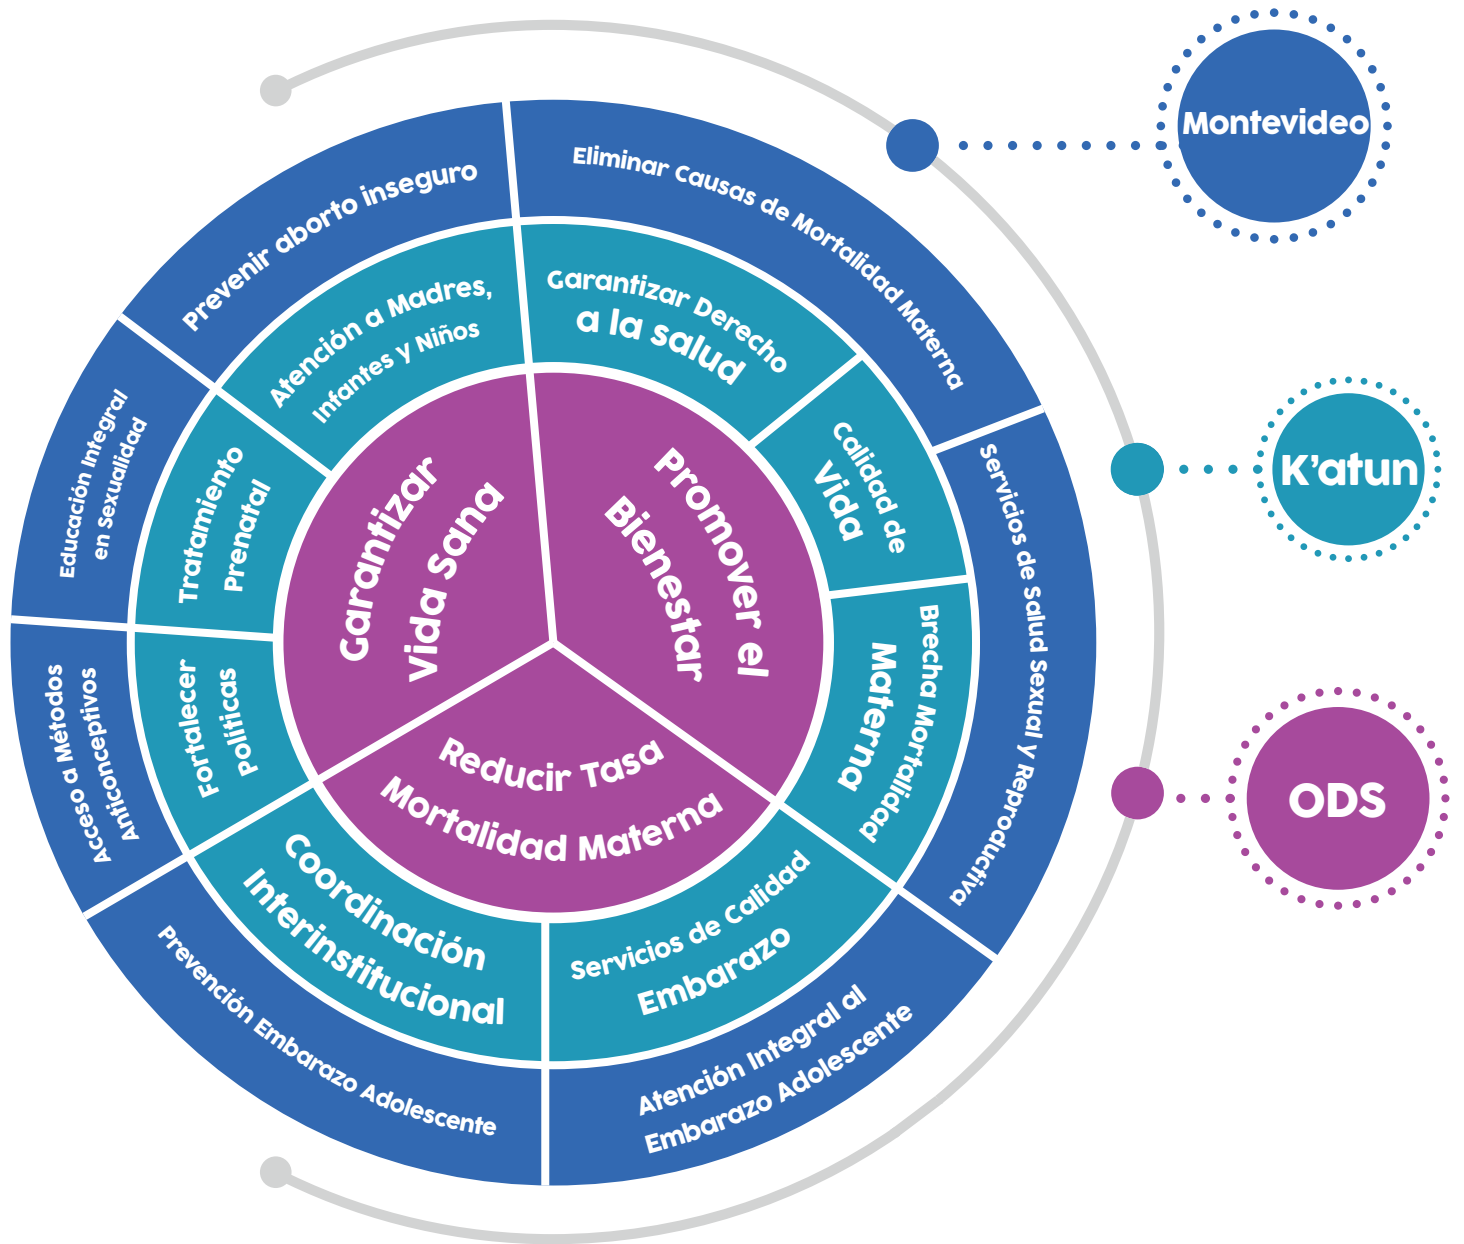 Prevenir aborto inseguro
Eliminar Causas de Mortalidad Materna
Servicios de Salud Sexual y Reproductiva
Atención Integral al
Embarazo Adolescente
Prevención Embarazo Adolescente
Acceso a Métodos
Anticonceptivos
Educación Integral
en Sexualidad
Atención a Madres,
Infantes y Niños
Garantizar Derecho
a la salud
Calidad de
Vida
Brecha Mortalidad
Materna
Servicios de Calidad
Embarazo
Coordinación
Interinstitucional
Fortalecer
Politicas
Tratamiento
Prenatal
Garantizar
vida sana
Promover el
Bienestar
Reducir Tasa
Mortalidad Materna
Montevideo
K’atun
ODS